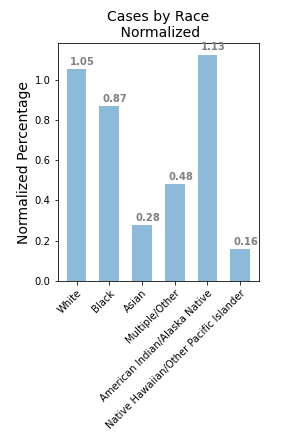 Cases by Race
Normalized
Normalized Percentage
1.0
0.8
0.6
0.4
0.2
0.0
1.05
0.87
0.28
0.48
1.13
0.16
White
Black
Asian
Multiple/Other
American Indian/Alaska Native
Native Hawaiian/Other Pacific Islander